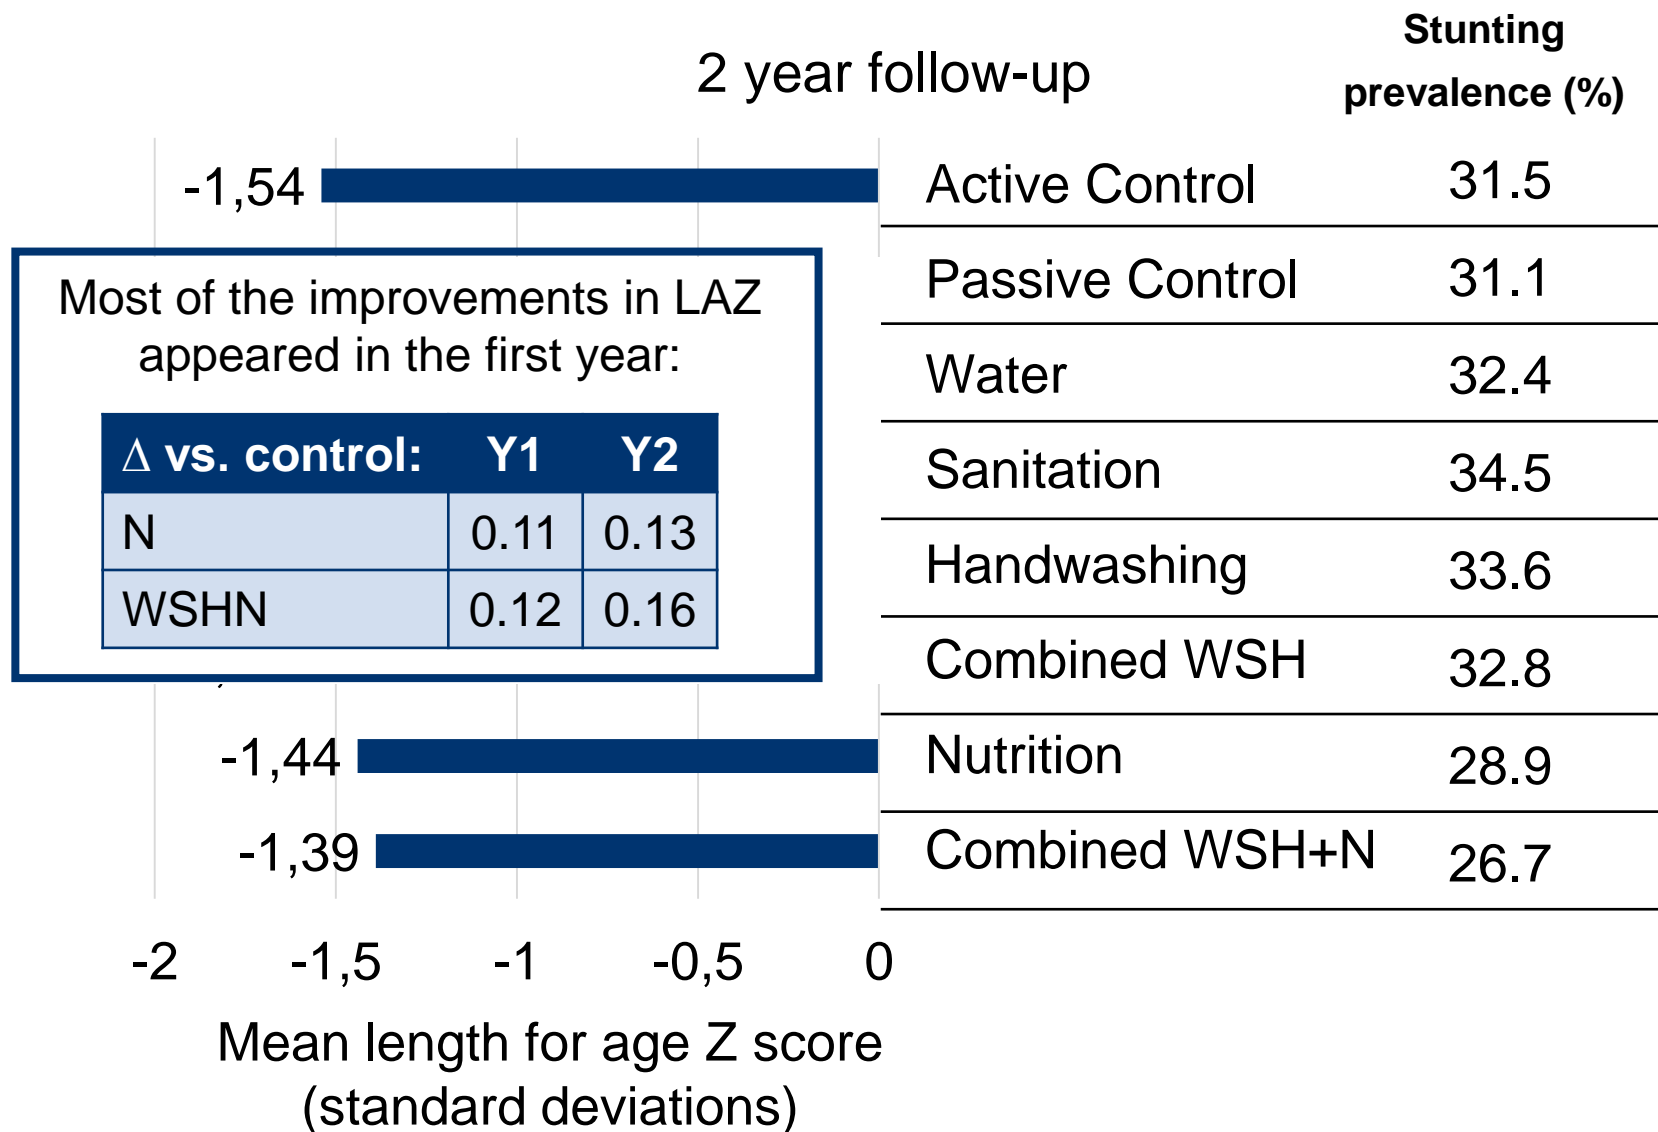 2 year follow-up
Stunting
prevalence (%)
-1,54
Active Control 31.5
Passive Control 31.1
Water 32.4
Sanitation 34.5
Handwashing 33.6
Combined WSH 32.8
-1,44
Nutrition 28.9
-1,39
Combined WSH+N 26.7
Most of the improvements in LAZ
appeared in the first year:
Δ vs. control: Y1 Y2
N 0.11 0.13
WSHN 0.12 0.16
-2 -1,5 -1 -0,5 0
Mean length for age Z score
(standard deviations)